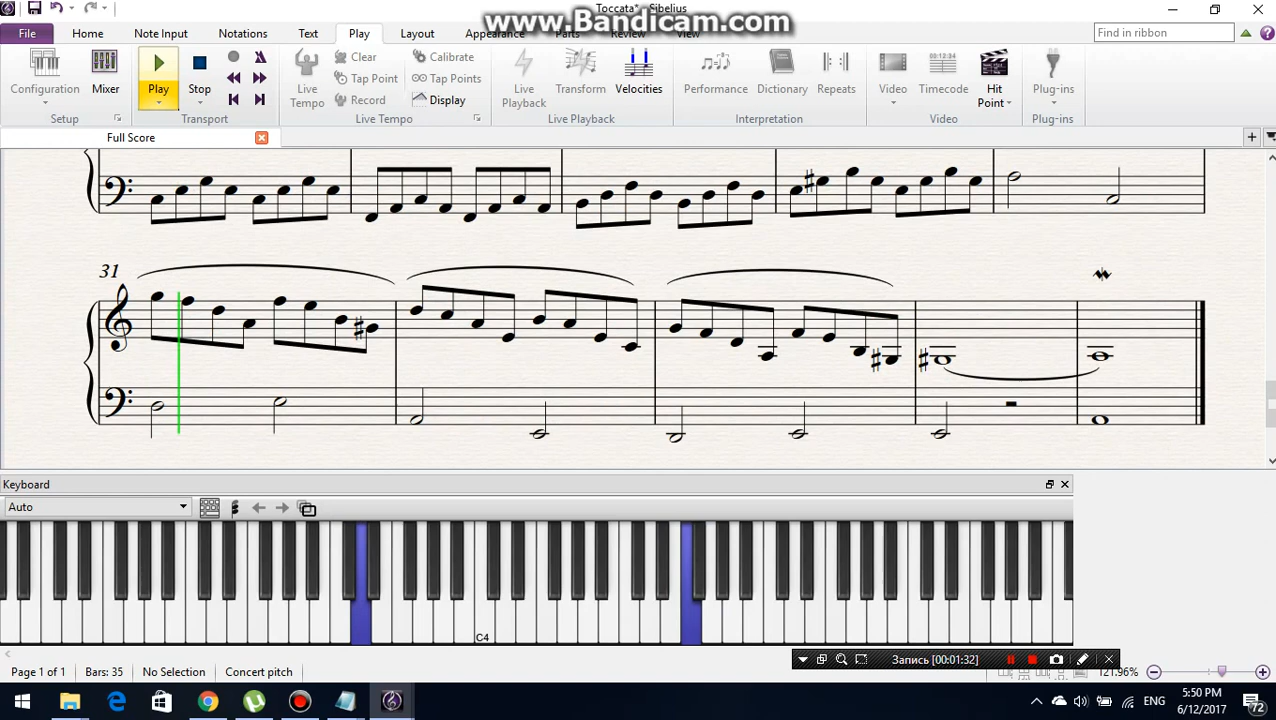 Toccata* - Sibelius
www.Bandicam.com
File Home Note Input Notations Text Play Layout Appearance Parts Review View Find in ribbon
Configuration Mixer Play Stop Live Tempo Clear Tap Point Record Calibrate Tap Points Display Live Playback Transform Velocities Performance Dictionary Repeats Video Timecode Hit Point Plug-ins
Setup Transport Live Tempo Live Playback Interpretation Video Plug-ins
Full Score
31
Keyboard
Auto
C4
Запись [00:01:32]
Page 1 of 1 Bars: 35 No Selection Concert pitch 121.96%
ENG 5:50 PM
6/12/2017
72